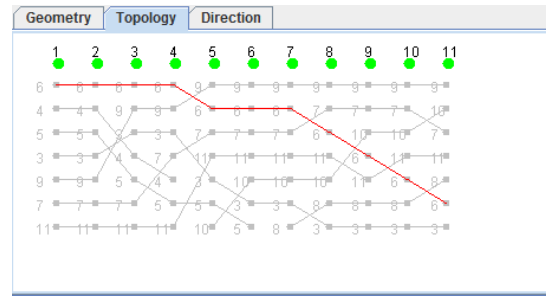 Geometry Topology Direction
1 2 3 4 5 6 7 8 9 10 11
6 6 6 6 9 9 9 9 9 9 9
4 4 9 9 6 6 6 7 7 7 10
5 5 3 3 7 7 7 6 10 10 7
3 3 4 7 11 11 11 11 6 11 11
9 9 5 4 3 10 10 10 11 6 8
7 7 7 5 5 3 3 8 8 8 6
11 11 11 11 10 5 8 3 3 3 3